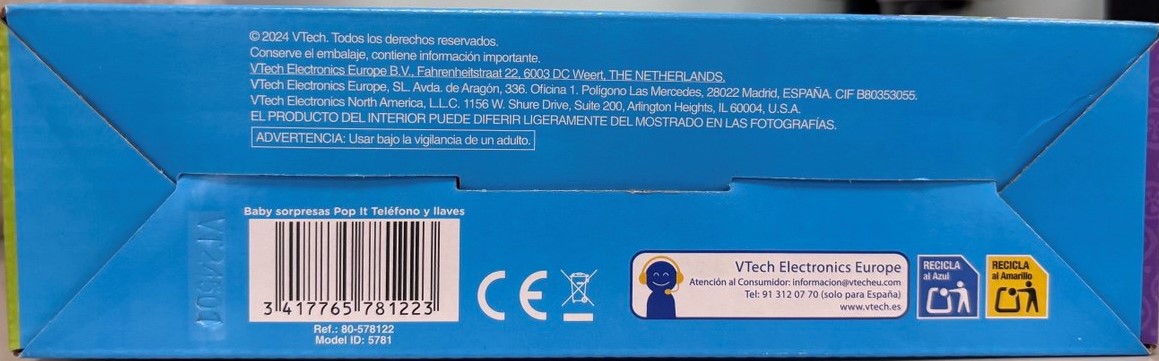 © 2024 VTech. Todos los derechos reservados.
Conserve el embalaje, contiene información importante.
VTech Electronics Europe B.V., Fahrenheitstraat 22, 6003 DC Weert, THE NETHERLANDS,
VTech Electronics Europe, SL. Avda. de Aragón, 336. Oficina 1. Polígono Las Mercedes, 28022 Madrid, ESPAÑA. CIF B80353055.
VTech Electronics North America, L.L.C. 1156 W. Shure Drive, Suite 200, Arlington Heights, IL 60004, U.S.A.
EL PRODUCTO DEL INTERIOR PUEDE DIFERIR LIGERAMENTE DEL MOSTRADO EN LAS FOTOGRAFÍAS.
ADVERTENCIA: Usar bajo la vigilancia de un adulto.
Baby sorpresas Pop It Teléfono y llaves
3 417765 781223
Ref.: 80-578122
Model ID: 5781
CE
VTech Electronics Europe
Atención al Consumidor: informacion@vtecheu.com
Tel: 91 312 07 70 (solo para España)
www.vtech.es
RECICLA
al Azul
RECICLA
al Amarillo